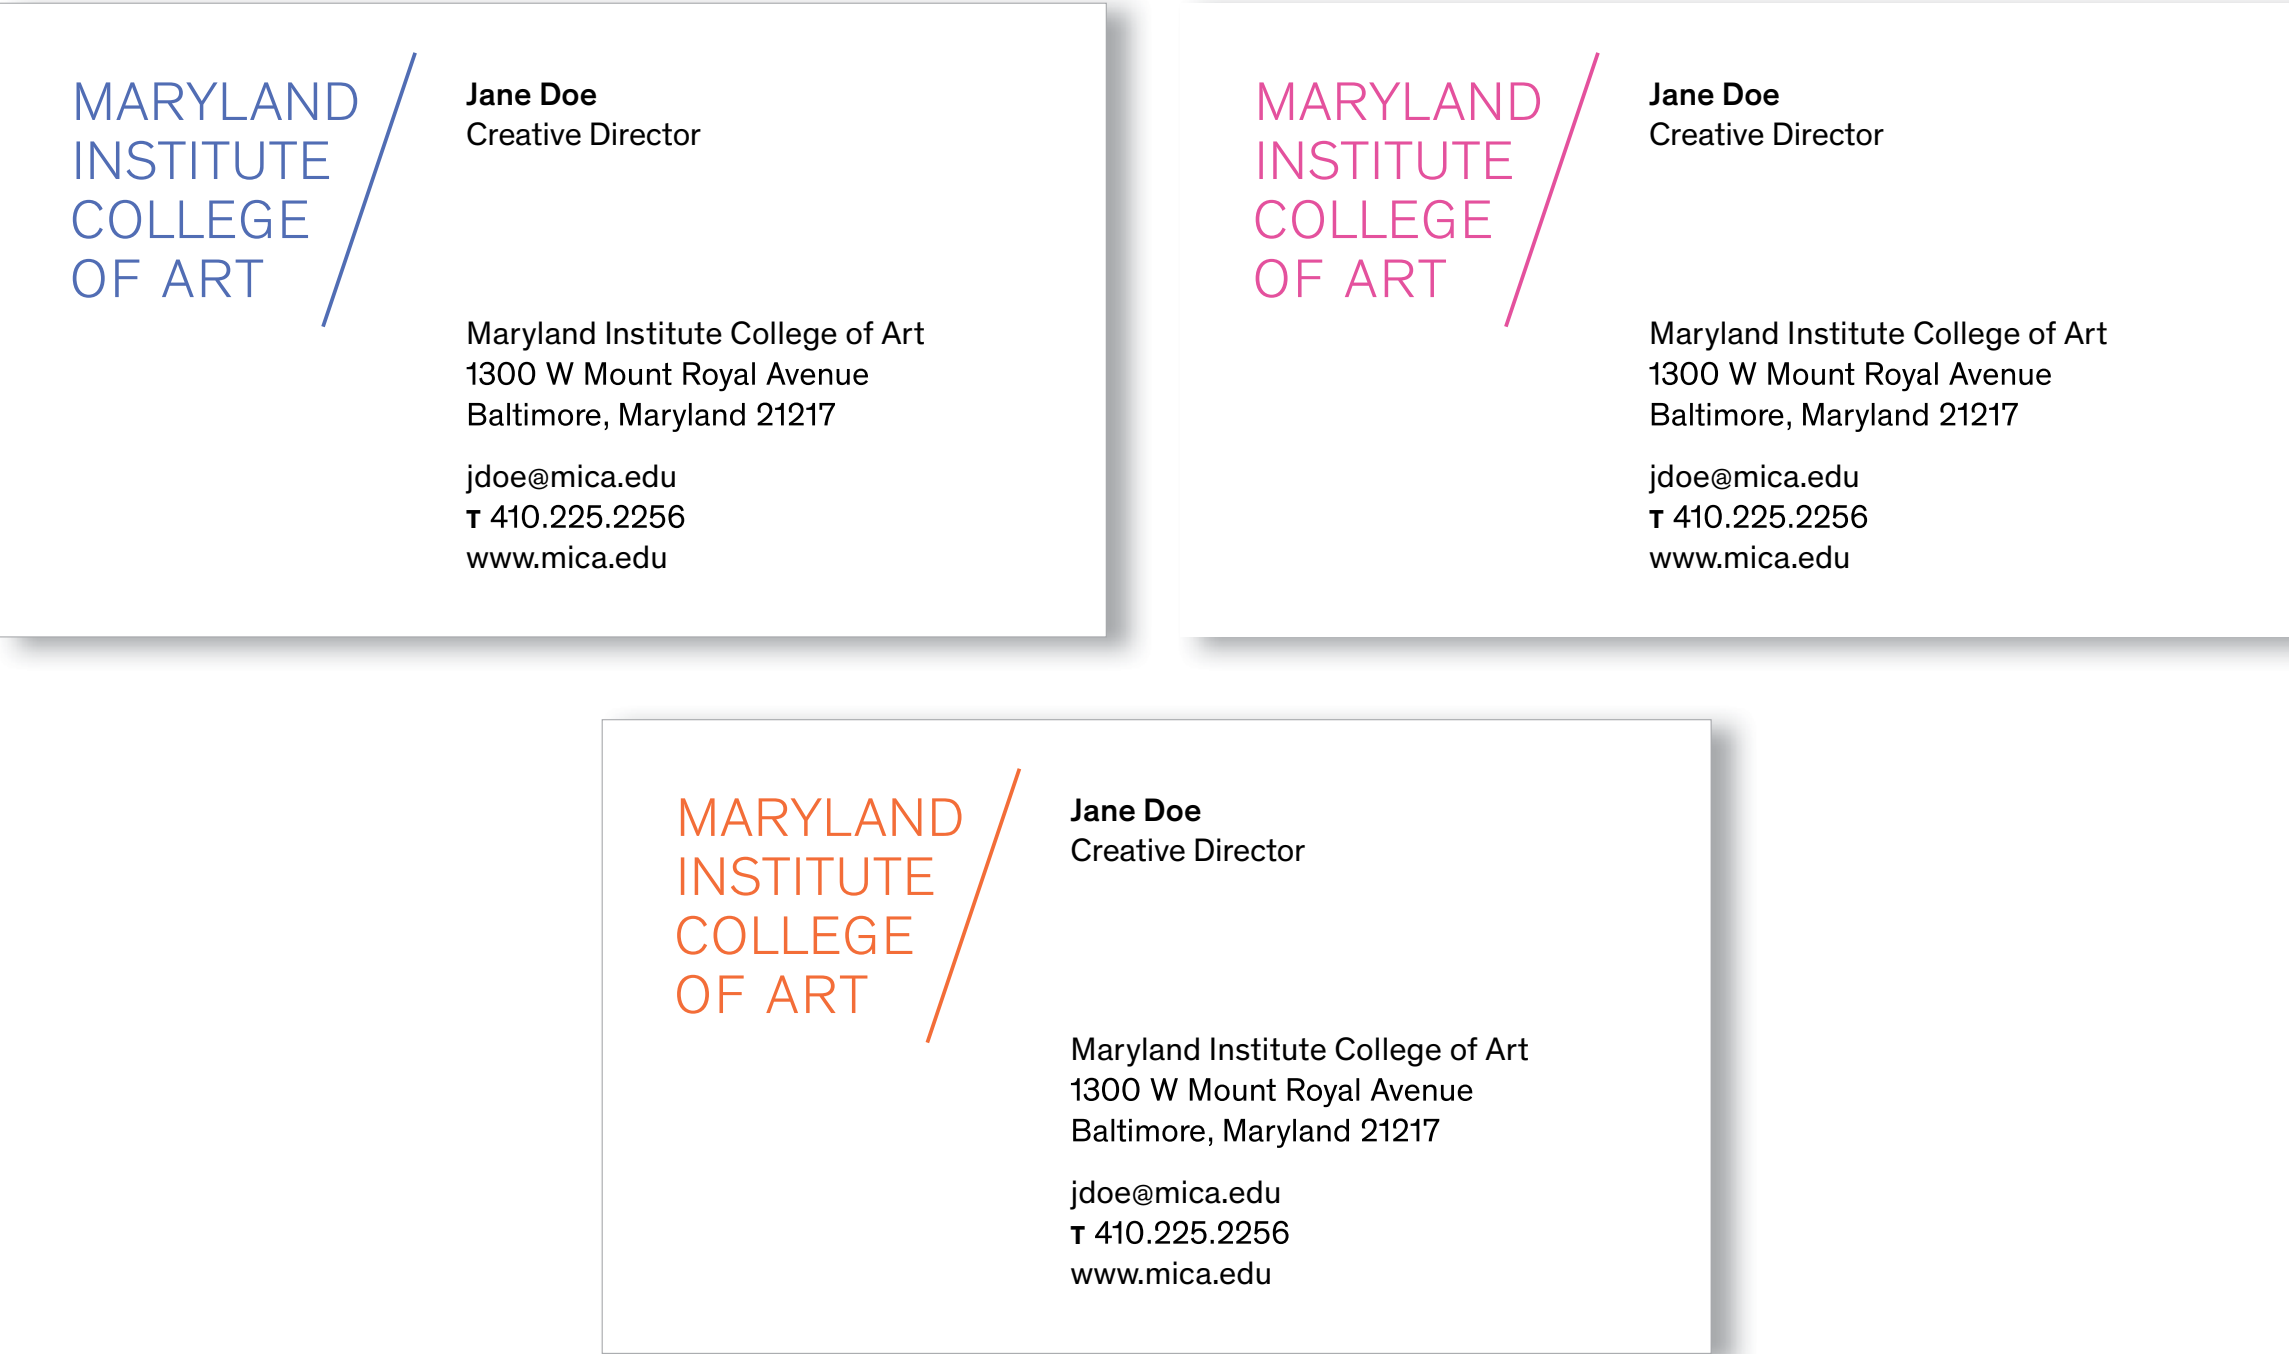 MARYLAND
INSTITUTE
COLLEGE
OF ART
Jane Doe
Creative Director
Maryland Institute College of Art
1300 W Mount Royal Avenue
Baltimore, Maryland 21217
jdoe@mica.edu
T 410.225.2256
www.mica.edu
MARYLAND
INSTITUTE
COLLEGE
OF ART
Jane Doe
Creative Director
Maryland Institute College of Art
1300 W Mount Royal Avenue
Baltimore, Maryland 21217
jdoe@mica.edu
T 410.225.2256
www.mica.edu
MARYLAND
INSTITUTE
COLLEGE
OF ART
Jane Doe
Creative Director
Maryland Institute College of Art
1300 W Mount Royal Avenue
Baltimore, Maryland 21217
jdoe@mica.edu
T 410.225.2256
www.mica.edu